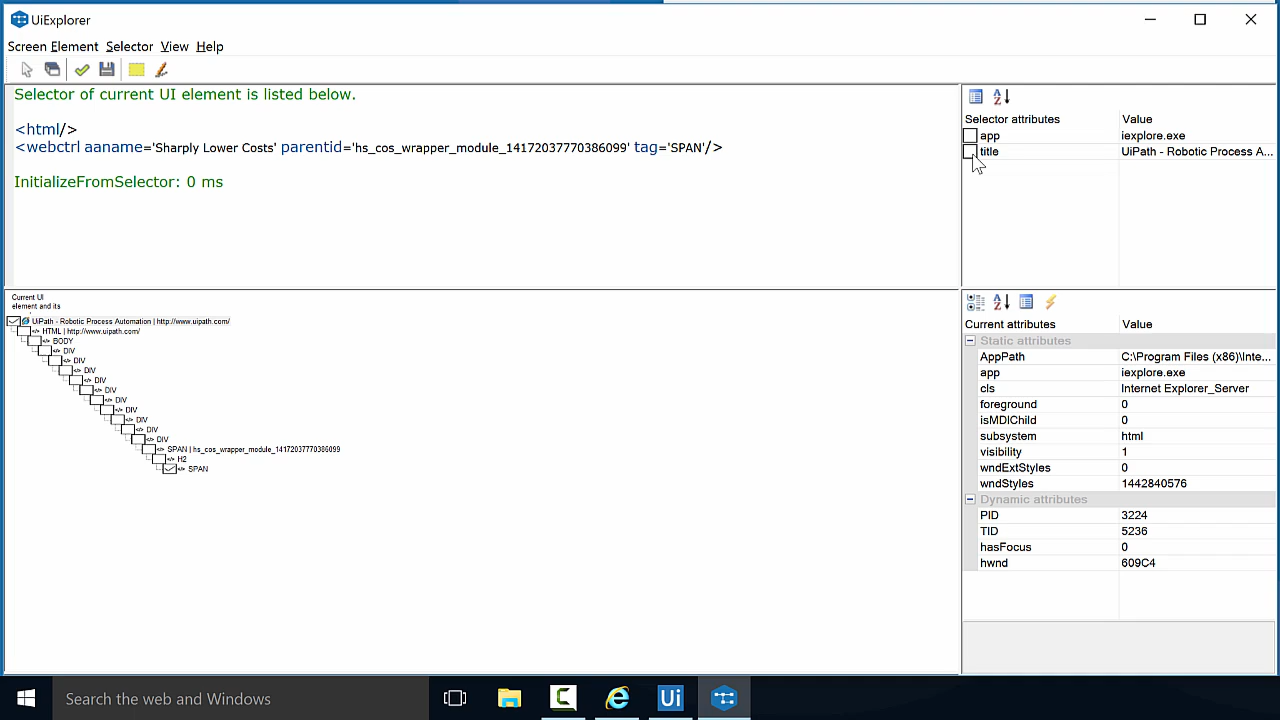 UiExplorer
Screen Element Selector View Help
Selector of current UI element is listed below.
<html/>
<webctrl aaname='Sharply Lower Costs' parentid='hs_cos_wrapper_module_14172037770386099' tag='SPAN'/>
InitializeFromSelector: 0 ms
Selector attributes Value
app iexplore.exe
title UiPath - Robotic Process A...
Current UI
element and its
UiPath - Robotic Process Automation | http://www.uipath.com/
</> HTML | http://www.uipath.com/
</> BODY
</> DIV
</> DIV
</> DIV
</> DIV
</> DIV
</> DIV
</> DIV
</> DIV
</> DIV
</> DIV
</> SPAN | hs_cos_wrapper_module_14172037770386099
</> H2
</> SPAN
Current attributes Value
Static attributes
AppPath C:\Program Files (x86)\Inte...
app iexplore.exe
cls Internet Explorer_Server
foreground 0
isMDIChild 0
subsystem html
visibility 1
wndExtStyles 0
wndStyles 1442840576
Dynamic attributes
PID 3224
TID 5236
hasFocus 0
hwnd 609C4
Search the web and Windows
Ui